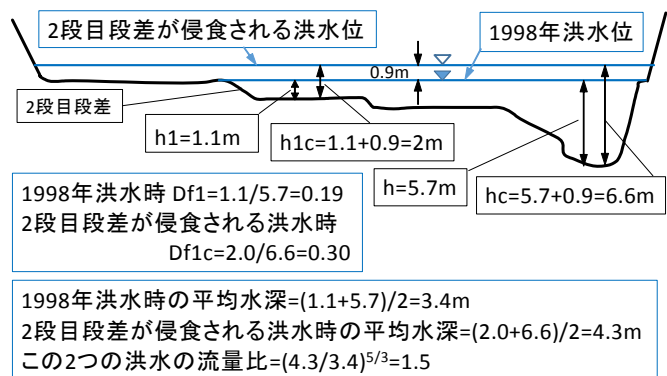 2段目段差が侵食される洪水位
1998年洪水位
0.9m
2段目段差
h1=1.1m
h1c=1.1+0.9=2m
h=5.7m
hc=5.7+0.9=6.6m
1998年洪水時 Df1=1.1/5.7=0.19
2段目段差が侵食される洪水時
Df1c=2.0/6.6=0.30
1998年洪水時の平均水深=(1.1+5.7)/2=3.4m
2段目段差が侵食される洪水時の平均水深=(2.0+6.6)/2=4.3m
この2つの洪水の流量比=(4.3/3.4)⁵ᐟ³=1.5